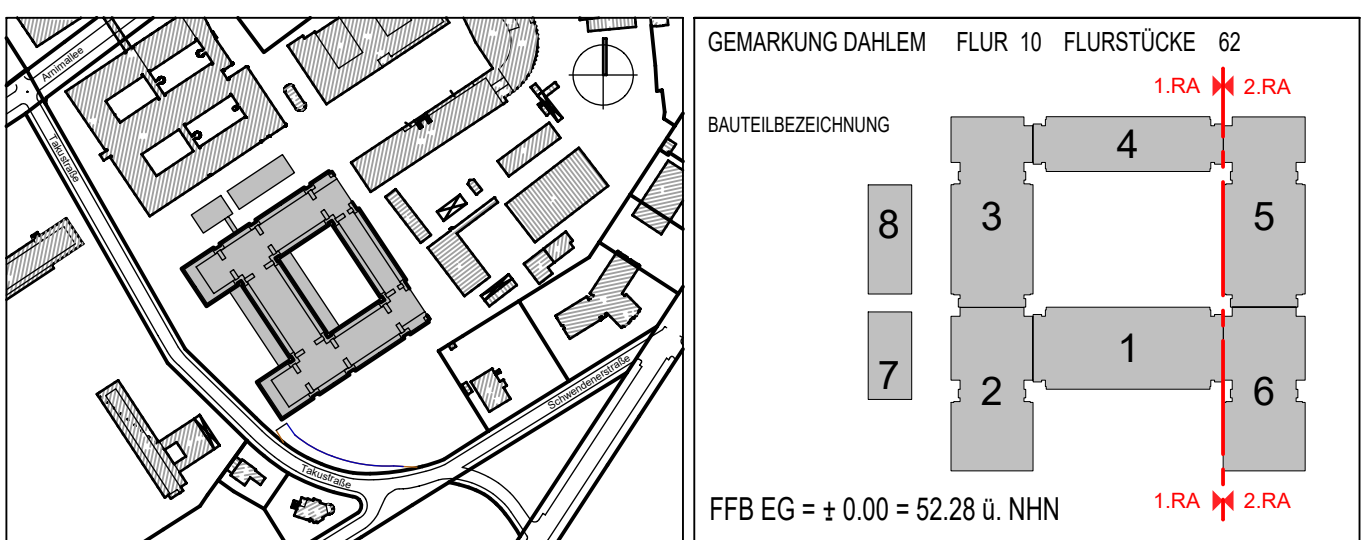 Arnimallee
Takustraße
Takustraße
Schwendenerstraße
GEMARKUNG DAHLEM FLUR 10 FLURSTÜCKE 62
1.RA 2.RA
BAUTEILBEZEICHNUNG
4
8
3
5
7
1
2
6
FFB EG = ± 0.00 = 52.28 ü. NHN
1.RA 2.RA